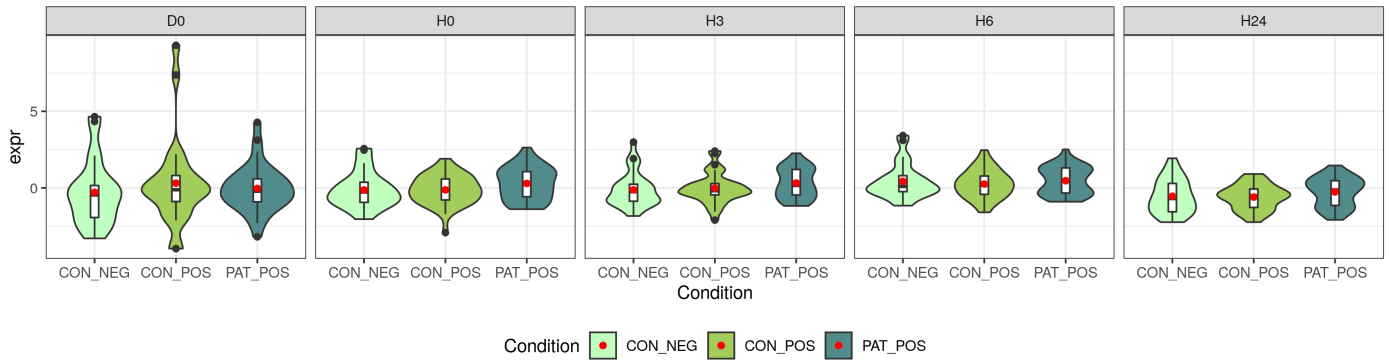 D0 H0 H3 H6 H24
expr
5
0
CON_NEG CON_POS PAT_POS CON_NEG CON_POS PAT_POS CON_NEG CON_POS PAT_POS CON_NEG CON_POS PAT_POS CON_NEG CON_POS PAT_POS
Condition
Condition CON_NEG CON_POS PAT_POS